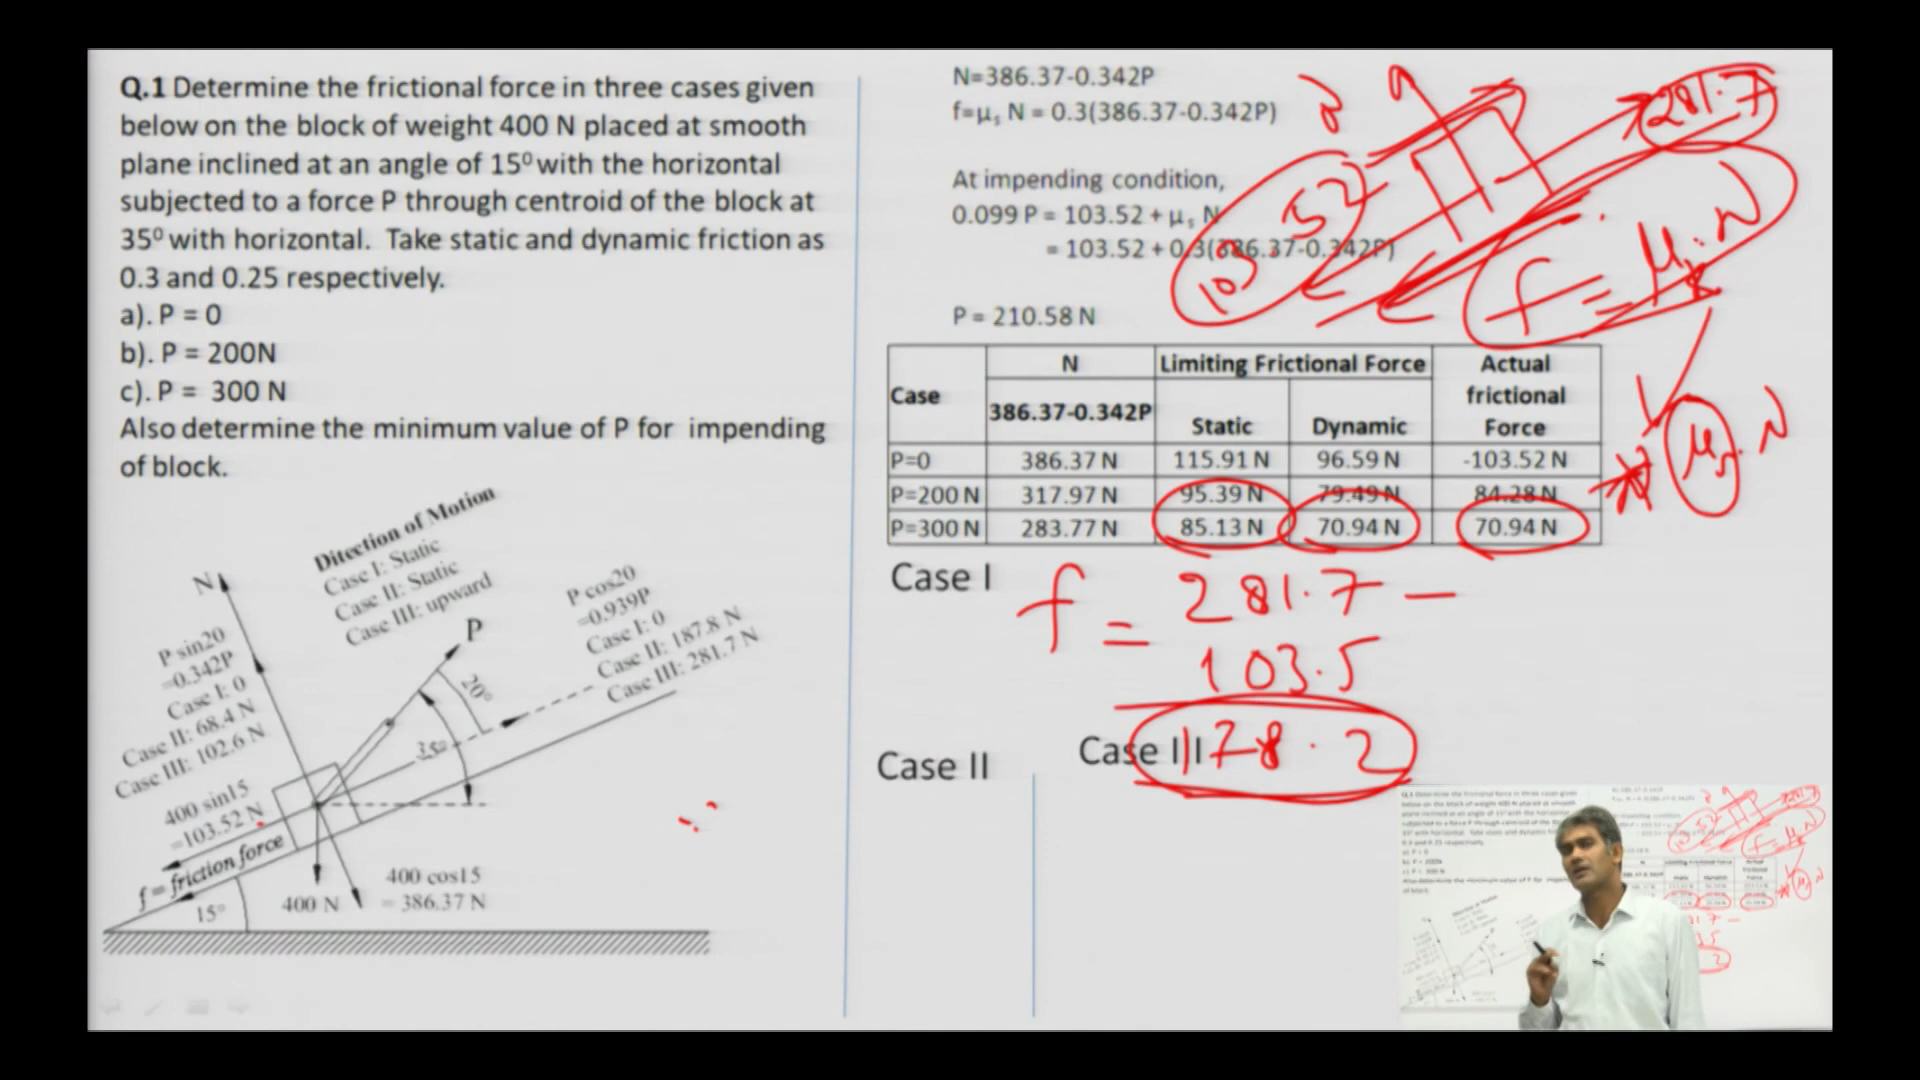 Q.1 Determine the frictional force in three cases given
below on the block of weight 400 N placed at smooth
plane inclined at an angle of 15⁰ with the horizontal
subjected to a force P through centroid of the block at
35⁰ with horizontal. Take static and dynamic friction as
0.3 and 0.25 respectively.
a). P = 0
b). P = 200N
c). P = 300 N
Also determine the minimum value of P for impending
of block.
Ditection of Motion
Case I: Static
Case II: Static
Case III: upward
N
P sin20
=0.342P
Case I: 0
Case II: 68.4 N
Case III: 102.6 N
P
P cos20
=0.939P
Case I: 0
Case II: 187.8 N
Case III: 281.7 N
20°
35°
400 sin15
=103.52 N
f = friction force
15°
400 N
400 cos15
= 386.37 N
N=386.37-0.342P
f=μs N = 0.3(386.37-0.342P)
At impending condition,
0.099 P = 103.52 + μs N
= 103.52 + 0.3(386.37-0.342P)
P = 210.58 N
281.7
103.52
f = μ N
μs. N
Case N Limiting Frictional Force Actual frictional Force
386.37-0.342P Static Dynamic
P=0 386.37 N 115.91 N 96.59 N -103.52 N
P=200 N 317.97 N 95.39 N 79.49 N 84.28 N
P=300 N 283.77 N 85.13 N 70.94 N 70.94 N
Case I
f = 281.7 -
103.5
178.2
Case II
Case III